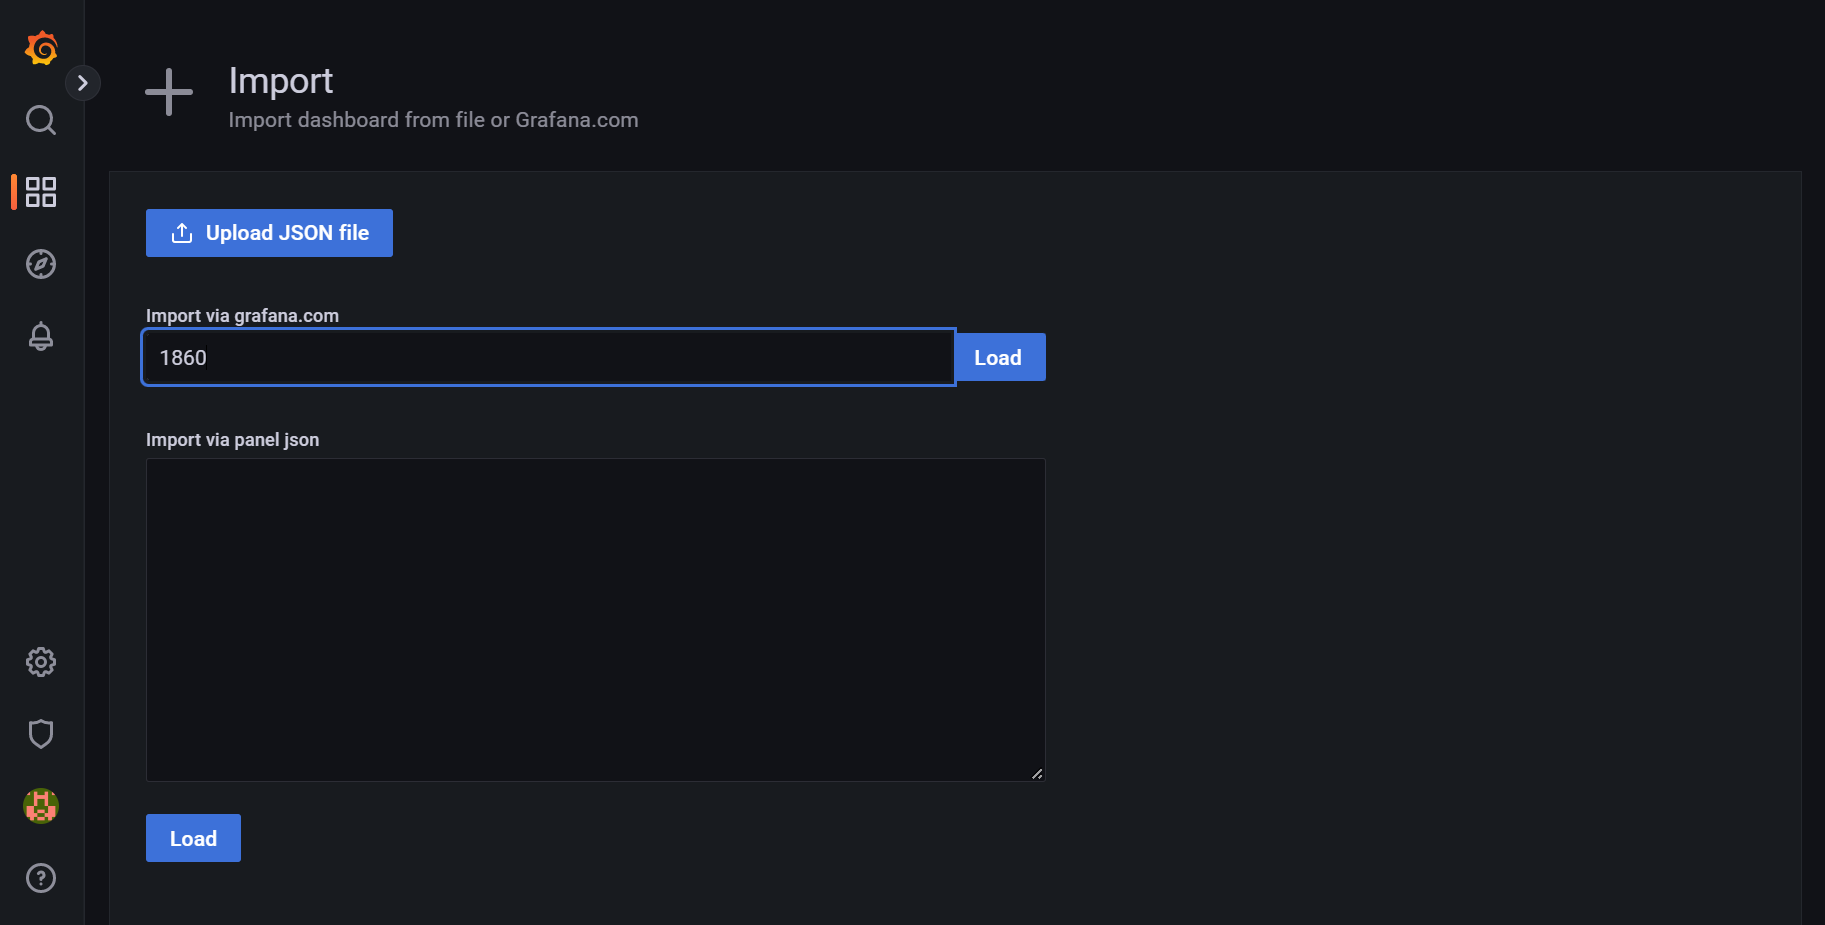 Import
Import dashboard from file or Grafana.com
Upload JSON file
Import via grafana.com
1860
Load
Import via panel json
Load
?